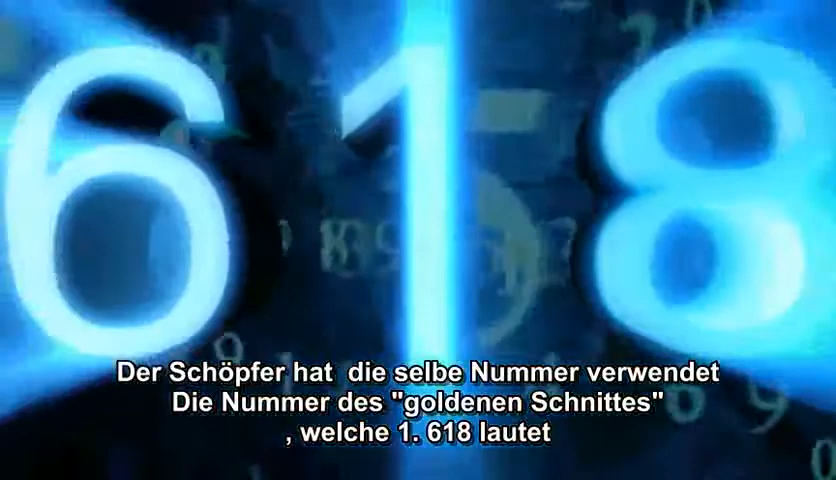 618
Der Schöpfer hat die selbe Nummer verwendet
Die Nummer des "goldenen Schnittes"
, welche 1. 618 lautet